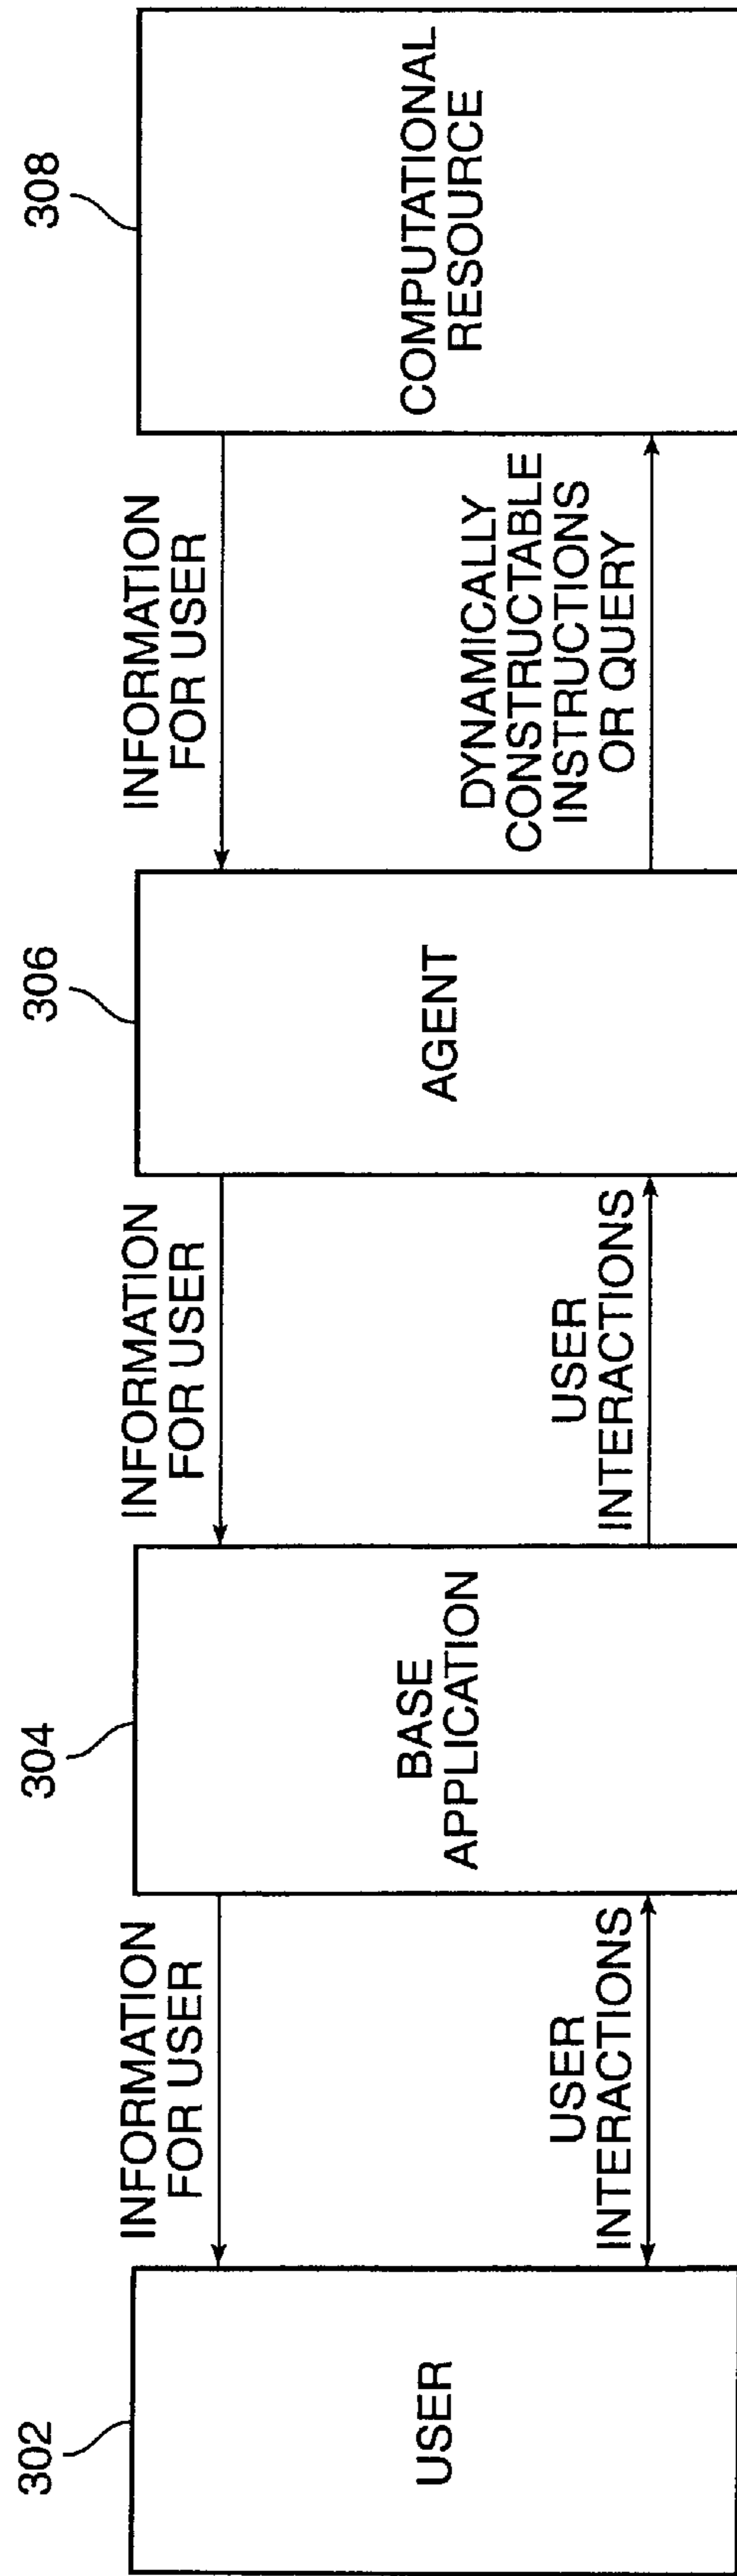 302
USER
INFORMATION
FOR USER
USER
INTERACTIONS
304
BASE
APPLICATION
INFORMATION
FOR USER
USER
INTERACTIONS
306
AGENT
INFORMATION
FOR USER
DYNAMICALLY
CONSTRUCTABLE
INSTRUCTIONS
OR QUERY
308
COMPUTATIONAL
RESOURCE